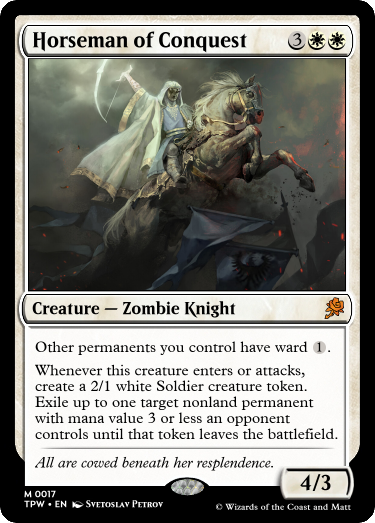 Horseman of Conquest 3
Creature — Zombie Knight
Other permanents you control have ward 1.
Whenever this creature enters or attacks,
create a 2/1 white Soldier creature token.
Exile up to one target nonland permanent
with mana value 3 or less an opponent
controls until that token leaves the battlefield.
All are cowed beneath her resplendence.
4/3
M 0017
TPW • EN Svetoslav Petrov
© Wizards of the Coast and Matt